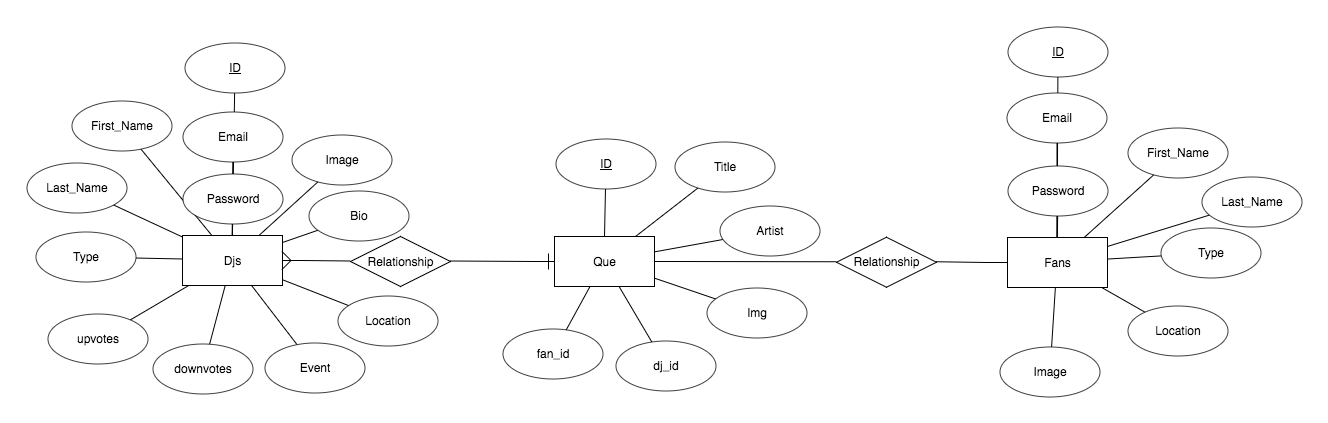 ID
Email
Password
First_Name
Last_Name
Type
upvotes
downvotes
Event
Location
Bio
Image
Djs
Relationship
ID
Title
Artist
Img
Que
fan_id
dj_id
Relationship
ID
Email
Password
First_Name
Last_Name
Type
Location
Image
Fans